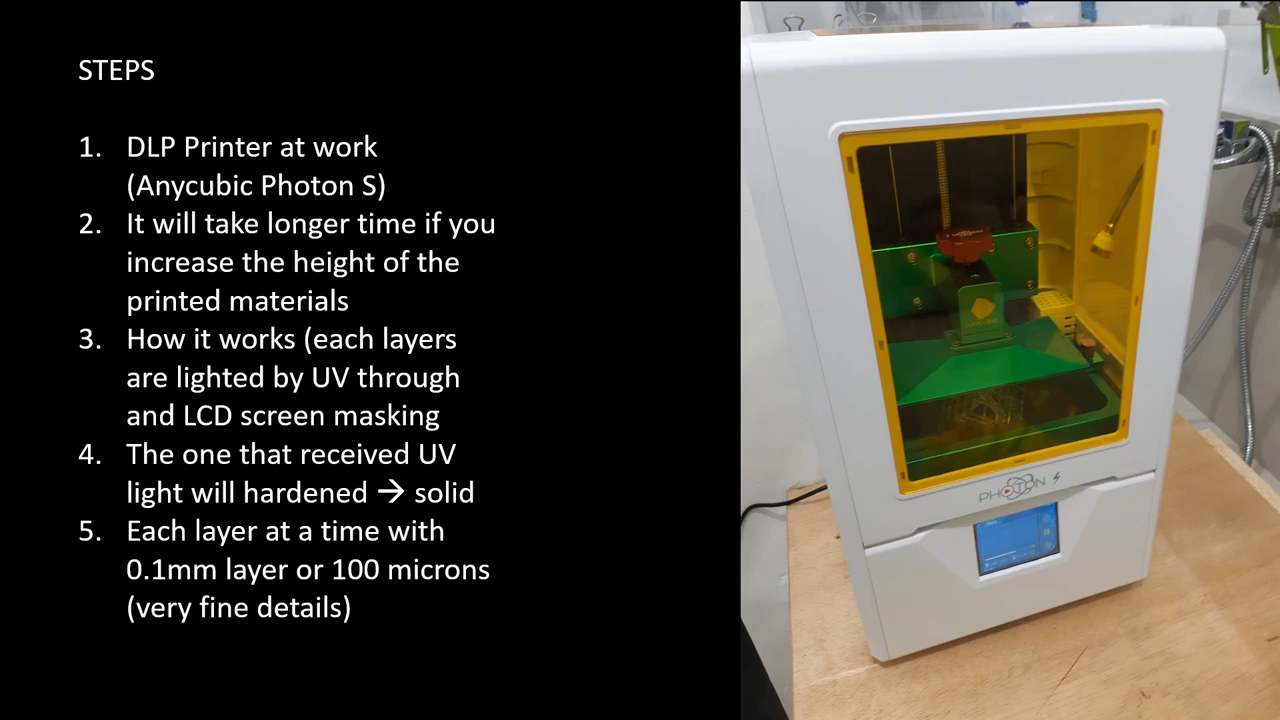 STEPS
1. DLP Printer at work
(Anycubic Photon S)
2. It will take longer time if you
increase the height of the
printed materials
3. How it works (each layers
are lighted by UV through
and LCD screen masking
4. The one that received UV
light will hardened → solid
5. Each layer at a time with
0.1mm layer or 100 microns
(very fine details)
PHOTON S